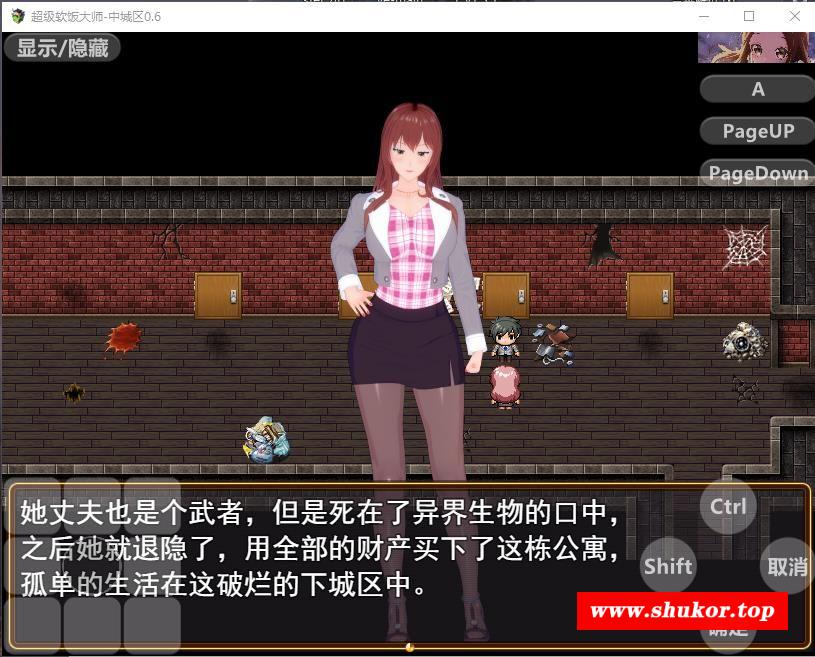 超级软饭大师-中城区0.6
显示/隐藏
A
PageUP
PageDown
她丈夫也是个武者，但是死在了异界生物的口中，
之后她就退隐了，用全部的财产买下了这栋公寓，
孤单的生活在这破烂的下城区中。
Ctrl
Shift
取消
www.shukor.top
确定